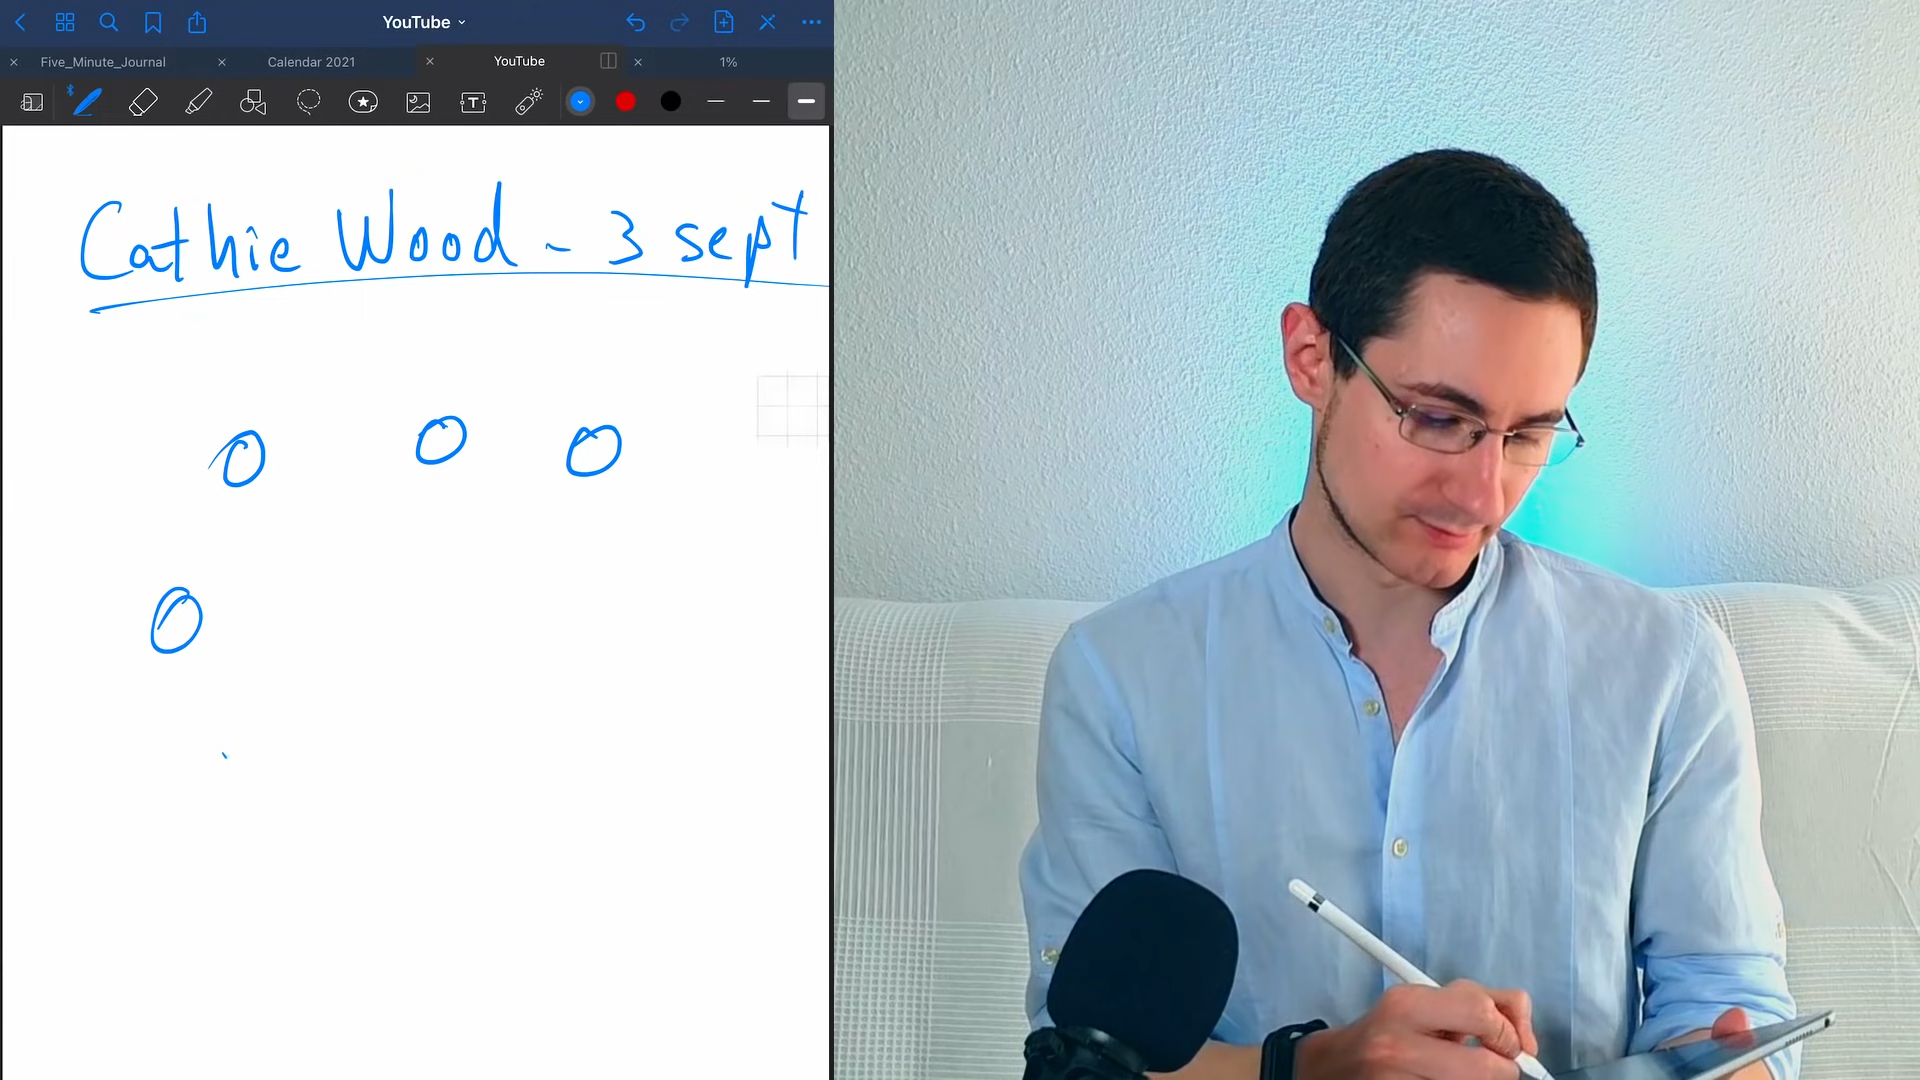 YouTube
Five_Minute_Journal Calendar 2021 YouTube 1%
T
Cathie Wood - 3 sept
O O O
O